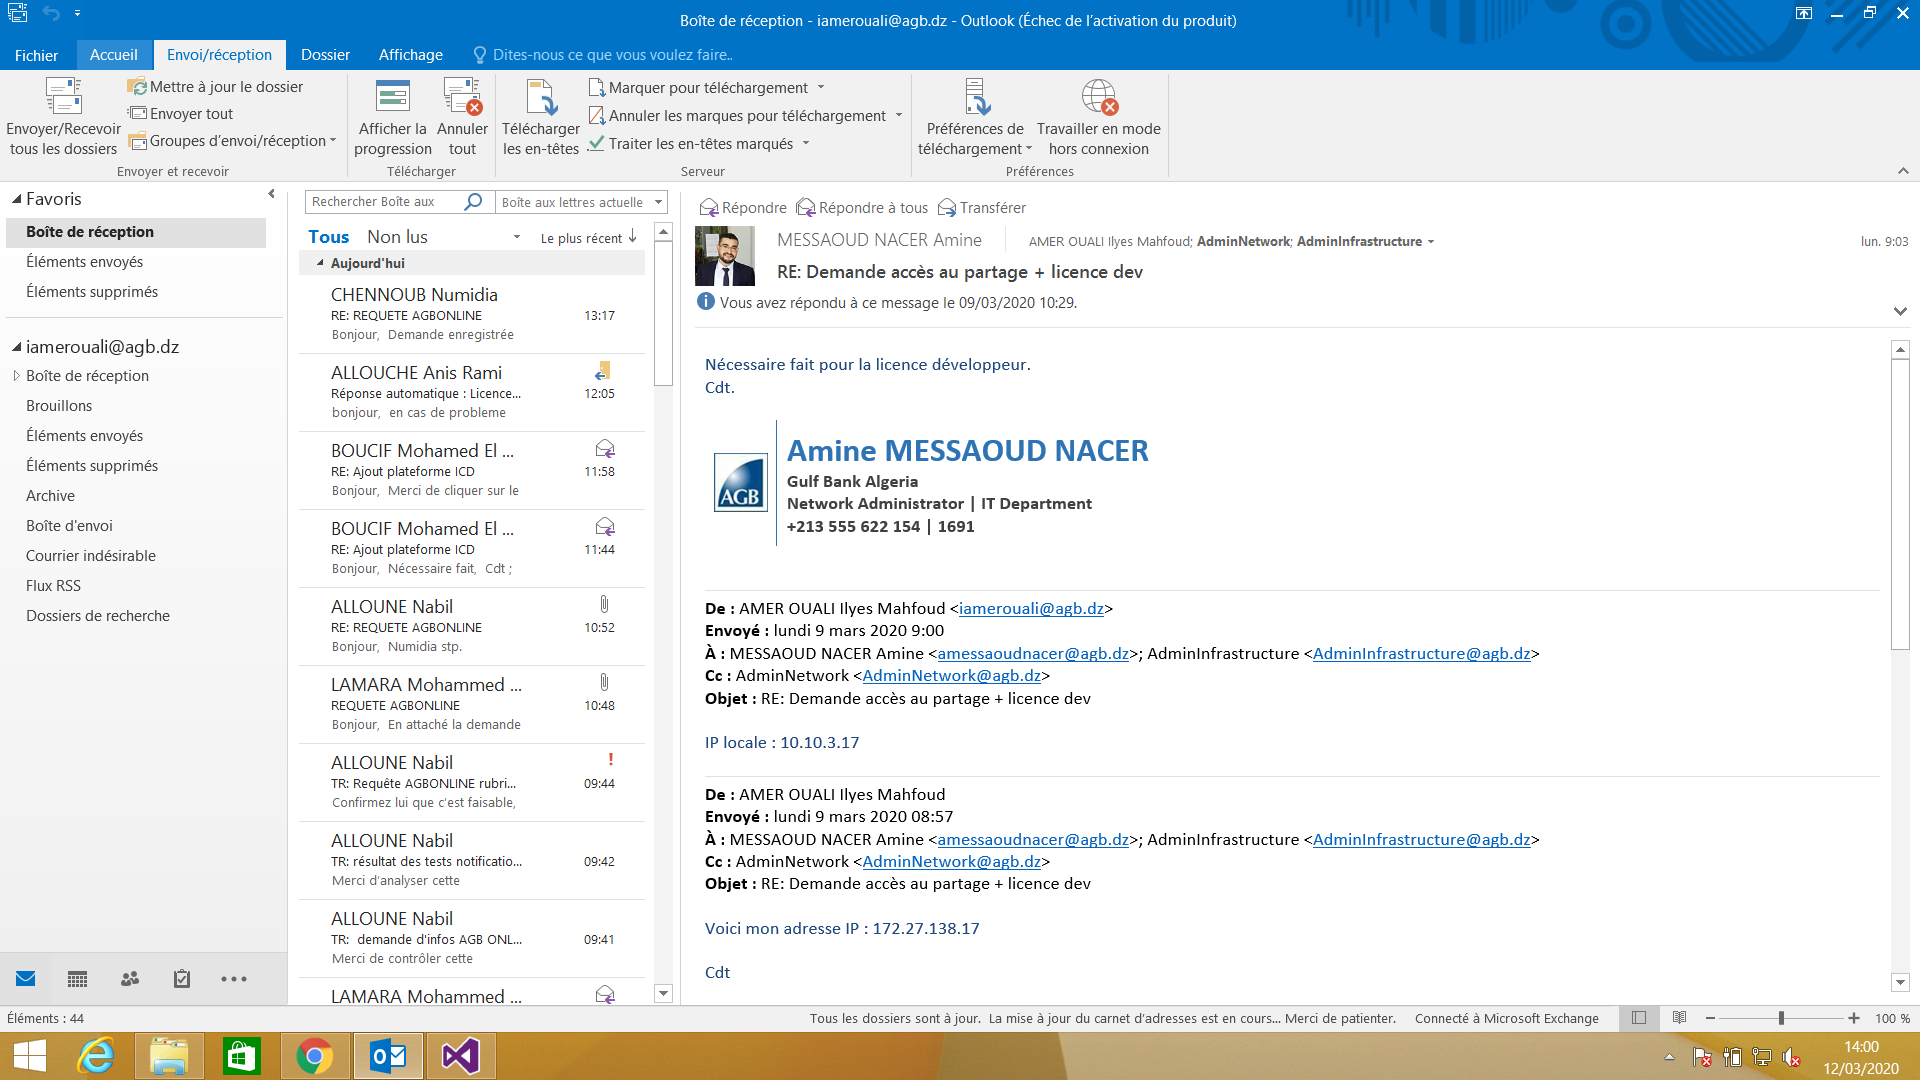 Boîte de réception - iamerouali@agb.dz - Outlook (Échec de l'activation du produit)
Fichier
Accueil
Envoi/réception
Dossier
Affichage
Dites-nous ce que vous voulez faire..
Envoyer/Recevoir
tous les dossiers
Mettre à jour le dossier
Envoyer tout
Groupes d'envoi/réception
Envoyer et recevoir
Afficher la
progression
Annuler
tout
Télécharger
Télécharger
les en-têtes
Marquer pour téléchargement
Annuler les marques pour téléchargement
Traiter les en-têtes marqués
Serveur
Préférences de
téléchargement
Travailler en mode
hors connexion
Préférences
Favoris
Boîte de réception
Éléments envoyés
Éléments supprimés
iamerouali@agb.dz
Boîte de réception
Brouillons
Éléments envoyés
Éléments supprimés
Archive
Boîte d'envoi
Courrier indésirable
Flux RSS
Dossiers de recherche
Rechercher Boîte aux
Boîte aux lettres actuelle
Tous
Non lus
Le plus récent
Aujourd'hui
CHENNOUB Numidia
RE: REQUETE AGBONLINE 13:17
Bonjour, Demande enregistrée
ALLOUCHE Anis Rami
Réponse automatique : Licence... 12:05
bonjour, en cas de probleme
BOUCIF Mohamed El ...
RE: Ajout plateforme ICD 11:58
Bonjour, Merci de cliquer sur le
BOUCIF Mohamed El ...
RE: Ajout plateforme ICD 11:44
Bonjour, Nécessaire fait, Cdt ;
ALLOUNE Nabil
RE: REQUETE AGBONLINE 10:52
Bonjour, Numidia stp.
LAMARA Mohammed ...
REQUETE AGBONLINE 10:48
Bonjour, En attaché la demande
ALLOUNE Nabil
!
TR: Requête AGBONLINE rubri... 09:44
Confirmez lui que c'est faisable,
ALLOUNE Nabil
TR: résultat des tests notificatio... 09:42
Merci d'analyser cette
ALLOUNE Nabil
TR: demande d'infos AGB ONL... 09:41
Merci de contrôler cette
LAMARA Mohammed ...
Répondre
Répondre à tous
Transférer
MESSAOUD NACER Amine
AMER OUALI Ilyes Mahfoud; AdminNetwork; AdminInfrastructure
lun. 9:03
RE: Demande accès au partage + licence dev
Vous avez répondu à ce message le 09/03/2020 10:29.
Nécessaire fait pour la licence développeur.
Cdt.
AGB
Amine MESSAOUD NACER
Gulf Bank Algeria
Network Administrator | IT Department
+213 555 622 154 | 1691
De : AMER OUALI Ilyes Mahfoud <iamerouali@agb.dz>
Envoyé : lundi 9 mars 2020 9:00
À : MESSAOUD NACER Amine <amessaoudnacer@agb.dz>; AdminInfrastructure <AdminInfrastructure@agb.dz>
Cc : AdminNetwork <AdminNetwork@agb.dz>
Objet : RE: Demande accès au partage + licence dev
IP locale : 10.10.3.17
De : AMER OUALI Ilyes Mahfoud
Envoyé : lundi 9 mars 2020 08:57
À : MESSAOUD NACER Amine <amessaoudnacer@agb.dz>; AdminInfrastructure <AdminInfrastructure@agb.dz>
Cc : AdminNetwork <AdminNetwork@agb.dz>
Objet : RE: Demande accès au partage + licence dev
Voici mon adresse IP : 172.27.138.17
Cdt
Éléments : 44
Tous les dossiers sont à jour. La mise à jour du carnet d'adresses est en cours... Merci de patienter.
Connecté à Microsoft Exchange
100 %
14:00
12/03/2020